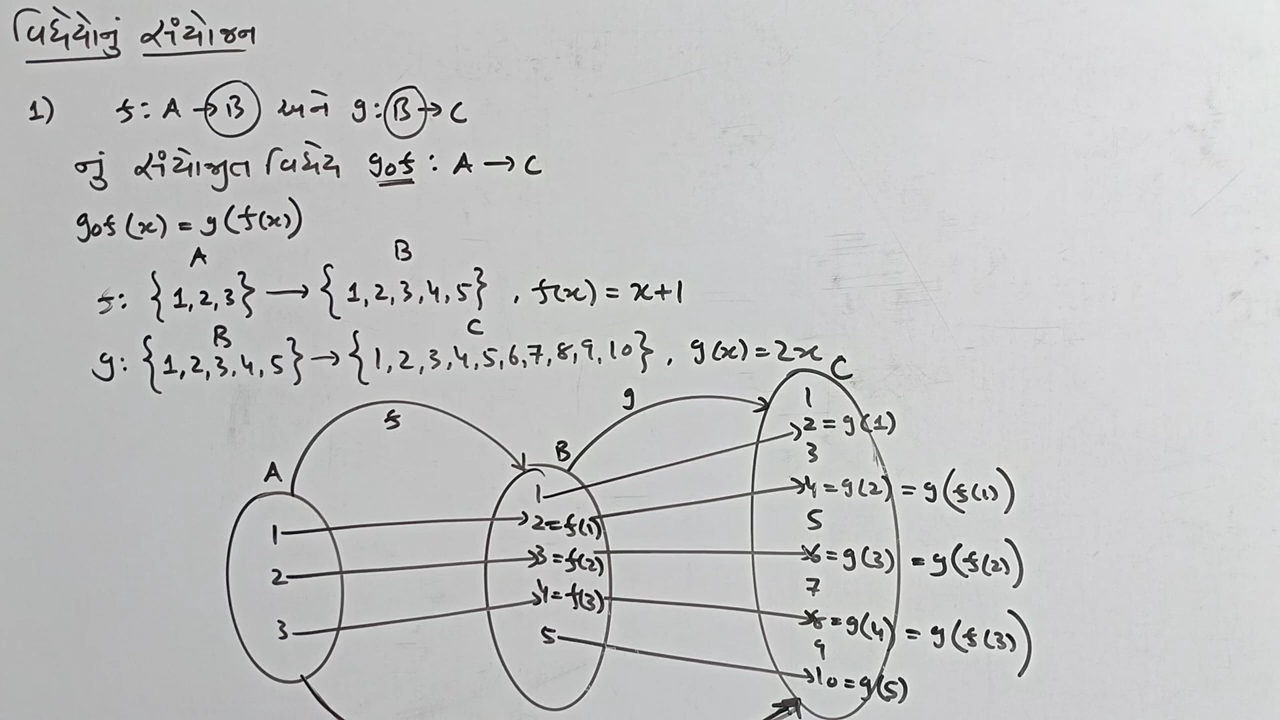 વિધેયોનું સંયોજન
1) f: A → B અને g: B → C
નું સંયોજીત વિધેય gof : A → C
gof(x) = g(f(x))
A B
f: {1,2,3} → {1,2,3,4,5} , f(x) = x+1
B C
g: {1,2,3,4,5} → {1,2,3,4,5,6,7,8,9,10} , g(x) = 2x
f
g
A
1
2
3
B
1
2 = f(1)
3 = f(2)
4 = f(3)
5
C
1
2 = g(1)
3
4 = g(2) = g(f(1))
5
6 = g(3) = g(f(2))
7
8 = g(4) = g(f(3))
9
10 = g(5)